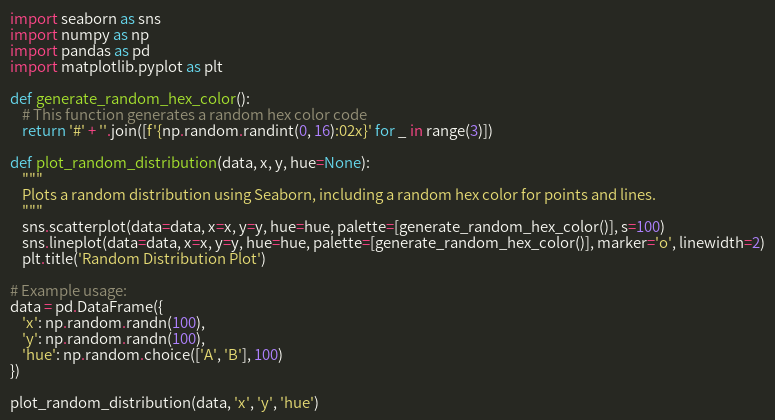 import seaborn as sns
import numpy as np
import pandas as pd
import matplotlib.pyplot as plt

def generate_random_hex_color():
    # This function generates a random hex color code
    return '#' + ''.join([f'{np.random.randint(0, 16):02x}' for _ in range(3)])

def plot_random_distribution(data, x, y, hue=None):
    """
    Plots a random distribution using Seaborn, including a random hex color for points and lines.
    """
    sns.scatterplot(data=data, x=x, y=y, hue=hue, palette=[generate_random_hex_color()], s=100)
    sns.lineplot(data=data, x=x, y=y, hue=hue, palette=[generate_random_hex_color()], marker='o', linewidth=2)
    plt.title('Random Distribution Plot')

# Example usage:
data = pd.DataFrame({
    'x': np.random.randn(100),
    'y': np.random.randn(100),
    'hue': np.random.choice(['A', 'B'], 100)
})

plot_random_distribution(data, 'x', 'y', 'hue')